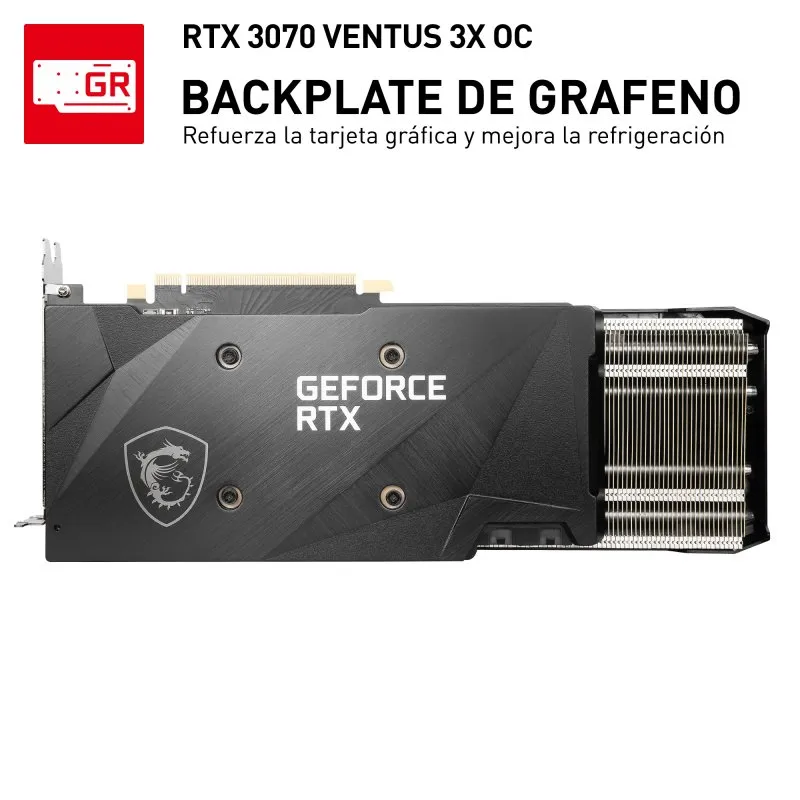 GR
RTX 3070 VENTUS 3X OC
BACKPLATE DE GRAFENO
Refuerza la tarjeta gráfica y mejora la refrigeración
GEFORCE
RTX